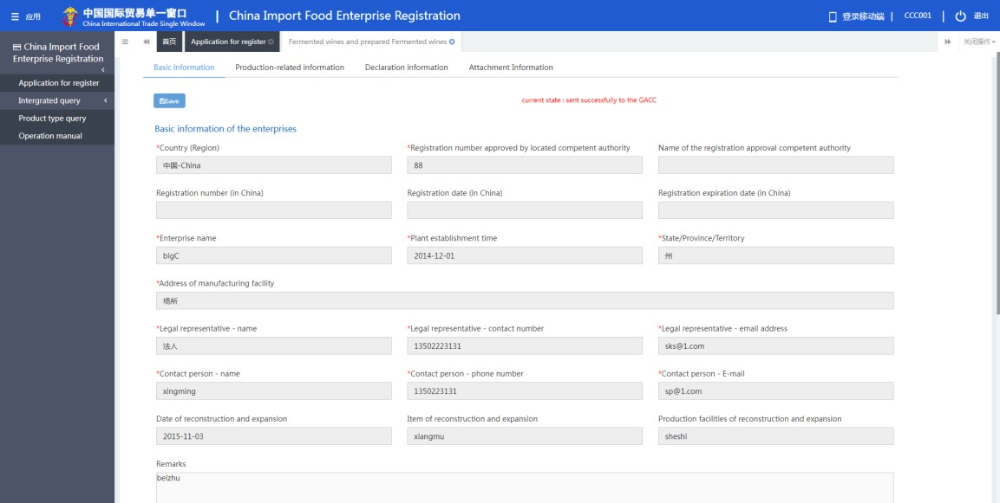 应用
中国国际贸易单一窗口
China International Trade Single Window
China Import Food Enterprise Registration
登录移动端
CCC001
退出
China Import Food
Enterprise Registration
Application for register
Intergrated query
Product type query
Operation manual
首页
Application for register
Fermented wines and prepared Fermented wines
关闭操作
Basic information
Production-related information
Declaration information
Attachment Information
Save
current state : sent successfully to the GACC
Basic information of the enterprises
*Country (Region)
*Registration number approved by located competent authority
Name of the registration approval competent authority
中国-China
88
Registration number (in China)
Registration date (in China)
Registration expiration date (in China)
*Enterprise name
*Plant establishment time
*State/Province/Territory
bigC
2014-12-01
州
*Address of manufacturing facility
场所
*Legal representative - name
*Legal representative - contact number
*Legal representative - email address
法人
13502223131
sks@1.com
*Contact person - name
*Contact person - phone number
*Contact person - E-mail
xingming
1350223131
sp@1.com
Date of reconstruction and expansion
Item of reconstruction and expansion
Production facilities of reconstruction and expansion
2015-11-03
xiangmu
sheshi
Remarks
beizhu